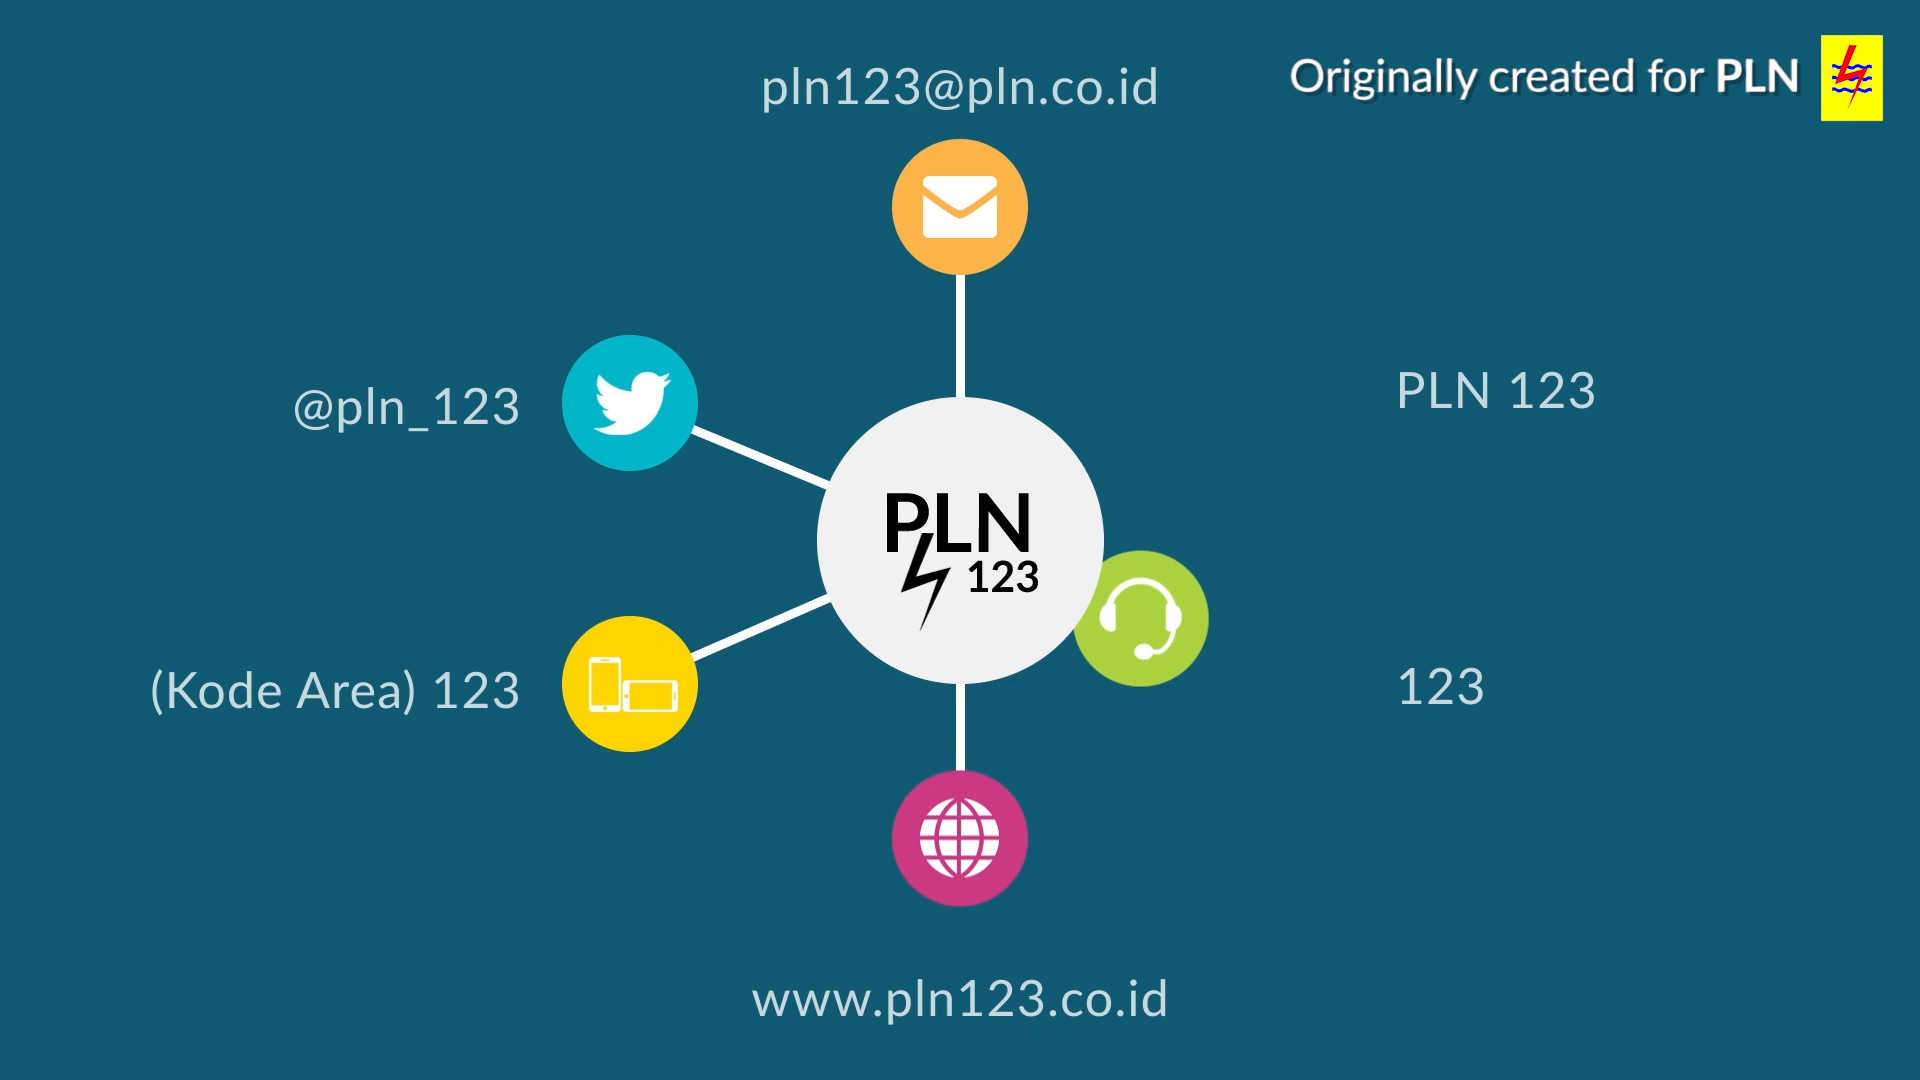 pln123@pln.co.id
Originally created for PLN
@pln_123
PLN 123
PLN
123
(Kode Area) 123
123
www.pln123.co.id